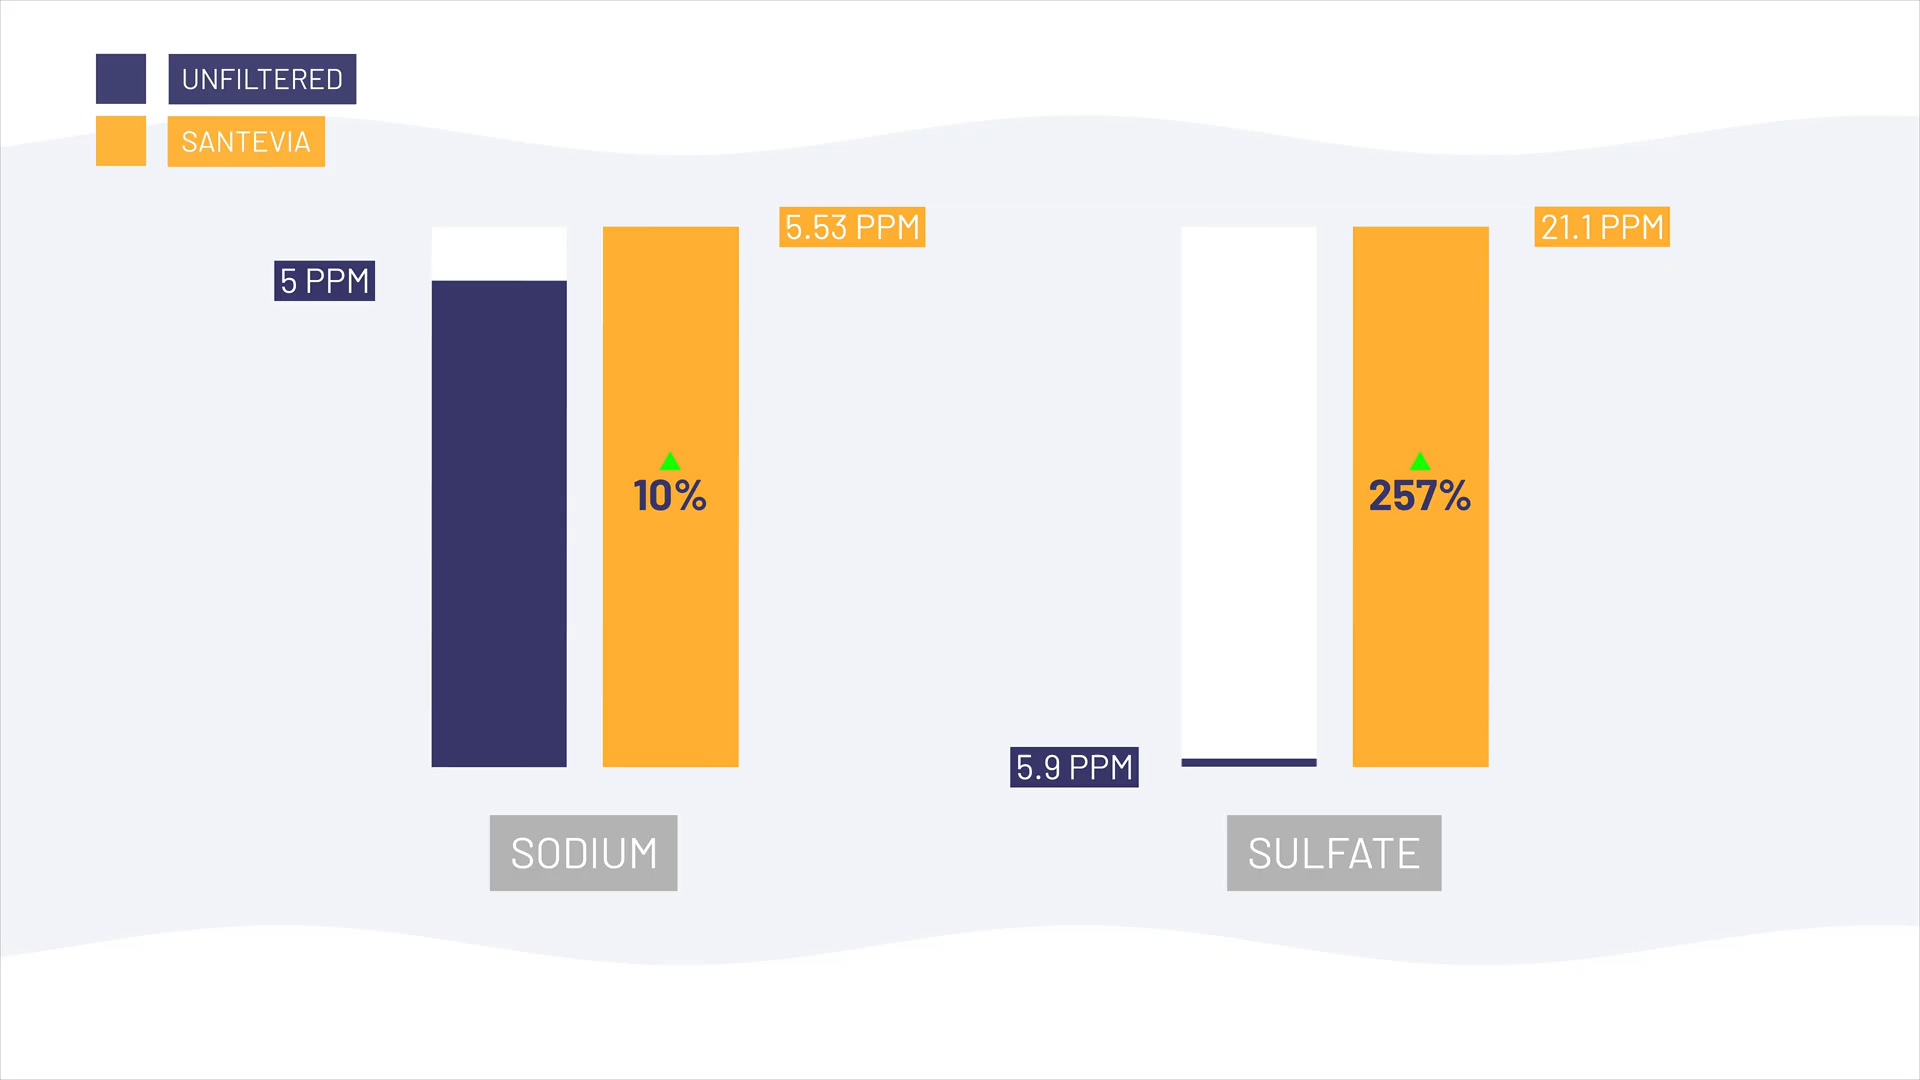 UNFILTERED
SANTEVIA
5 PPM
5.53 PPM
10%
SODIUM
5.9 PPM
21.1 PPM
257%
SULFATE